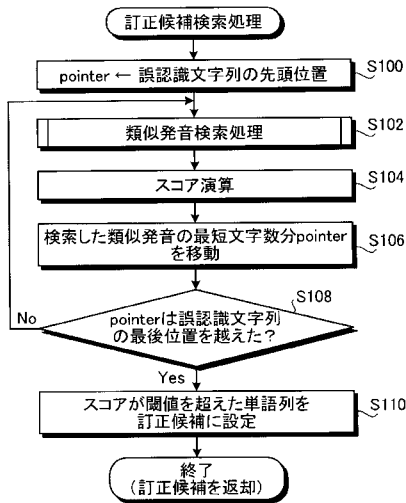 訂正候補検索処理
pointer ← 誤認識文字列の先頭位置
S100
類似発音検索処理
S102
スコア演算
S104
検索した類似発音の最短文字数分pointer
を移動
S106
pointerは誤認識文字列
の最後位置を越えた？
S108
No
Yes
スコアが閾値を超えた単語列を
訂正候補に設定
S110
終了
(訂正候補を返却)